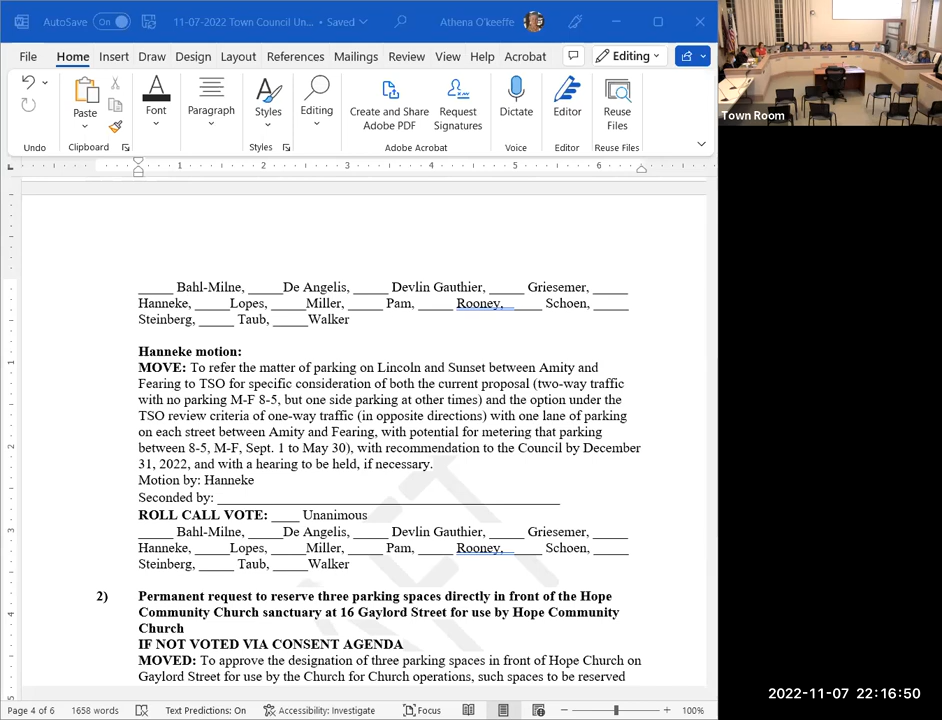 AutoSave On 11-07-2022 Town Council Un... • Saved Athena O'keeffe
File Home Insert Draw Design Layout References Mailings Review View Help Acrobat Editing
Paste Font Paragraph Styles Editing Create and Share Adobe PDF Request Signatures Dictate Editor Reuse Files
Undo Clipboard Styles Adobe Acrobat Voice Editor Reuse Files
1 2 3 4 5 6
_____ Bahl-Milne, _____De Angelis, _____ Devlin Gauthier, _____ Griesemer, _____
Hanneke, _____Lopes, _____Miller, _____ Pam, _____ Rooney, _____ Schoen, _____
Steinberg, _____ Taub, _____Walker
Hanneke motion:
MOVE: To refer the matter of parking on Lincoln and Sunset between Amity and
Fearing to TSO for specific consideration of both the current proposal (two-way traffic
with no parking M-F 8-5, but one side parking at other times) and the option under the
TSO review criteria of one-way traffic (in opposite directions) with one lane of parking
on each street between Amity and Fearing, with potential for metering that parking
between 8-5, M-F, Sept. 1 to May 30), with recommendation to the Council by December
31, 2022, and with a hearing to be held, if necessary.
Motion by: Hanneke
Seconded by: ______________________________________________
ROLL CALL VOTE: ____ Unanimous
_____ Bahl-Milne, _____De Angelis, _____ Devlin Gauthier, _____ Griesemer, _____
Hanneke, _____Lopes, _____Miller, _____ Pam, _____ Rooney, _____ Schoen, _____
Steinberg, _____ Taub, _____Walker
2) Permanent request to reserve three parking spaces directly in front of the Hope
Community Church sanctuary at 16 Gaylord Street for use by Hope Community
Church
IF NOT VOTED VIA CONSENT AGENDA
MOVED: To approve the designation of three parking spaces in front of Hope Church on
Gaylord Street for use by the Church for Church operations, such spaces to be reserved
Page 4 of 6 1658 words Text Predictions: On Accessibility: Investigate Focus 100%
Town Room
2022-11-07 22:16:50